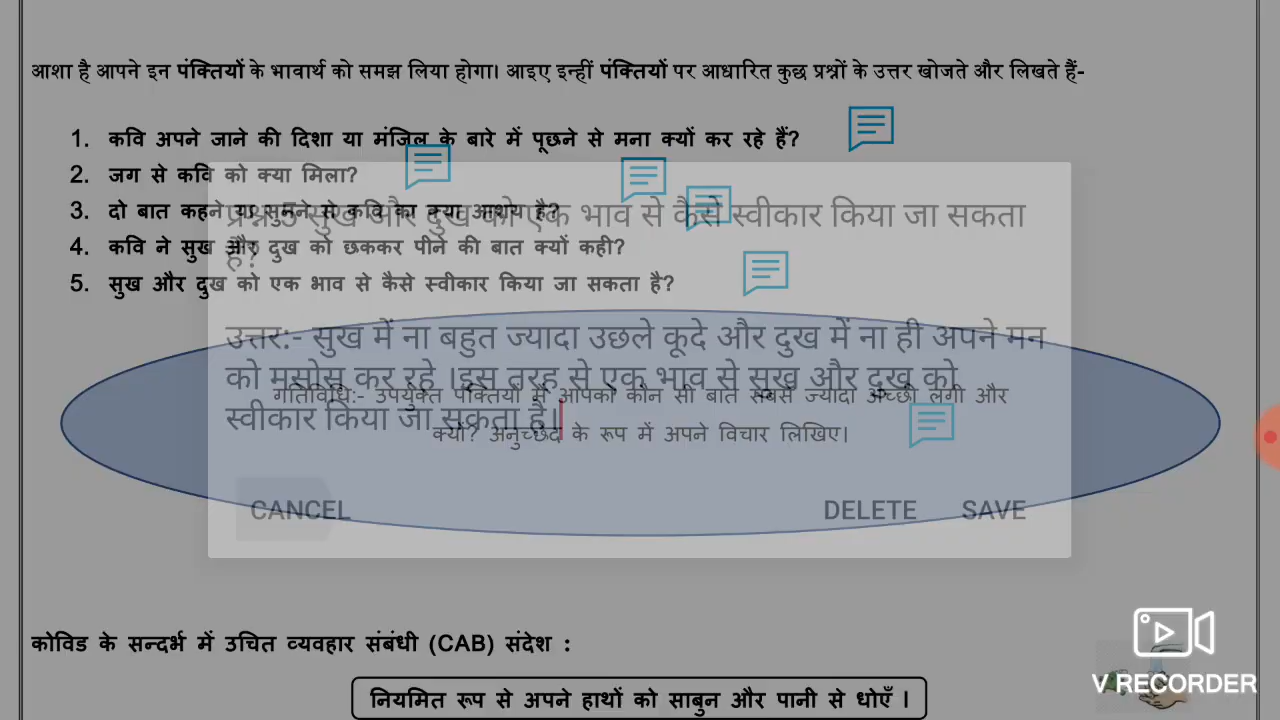 आशा है आपने इन पंक्तियों के भावार्थ को समझ लिया होगा। आइए इन्हीं पंक्तियों पर आधारित कुछ प्रश्नों के उत्तर खोजते और लिखते हैं-
1. कवि अपने जाने की दिशा या मंजिल के बारे में पूछने से मना क्यों कर रहे हैं?
2. जग से कवि को क्या मिला?
3. दो बात कहने या सुनने से कवि का क्या आशय है?
4. कवि ने सुख और दुख को छककर पीने की बात क्यों कही?
5. सुख और दुख को एक भाव से कैसे स्वीकार किया जा सकता है?
प्रश्न 5 सुख और दुख को एक भाव से कैसे स्वीकार किया जा सकता
है?
उत्तर:- सुख में ना बहुत ज्यादा उछले कूदे और दुख में ना ही अपने मन
को मसोस कर रहे ।इस तरह से एक भाव से सुख और दुख को
स्वीकार किया जा सकता है।
गतिविधि:- उपर्युक्त पंक्तियों में आपको कौन सी बात सबसे ज्यादा अच्छी लगी और
क्यों? अनुच्छेद के रूप में अपने विचार लिखिए।
CANCEL DELETE SAVE
कोविड के सन्दर्भ में उचित व्यवहार संबंधी (CAB) संदेश :
नियमित रूप से अपने हाथों को साबुन और पानी से धोएँ ।
V RECORDER